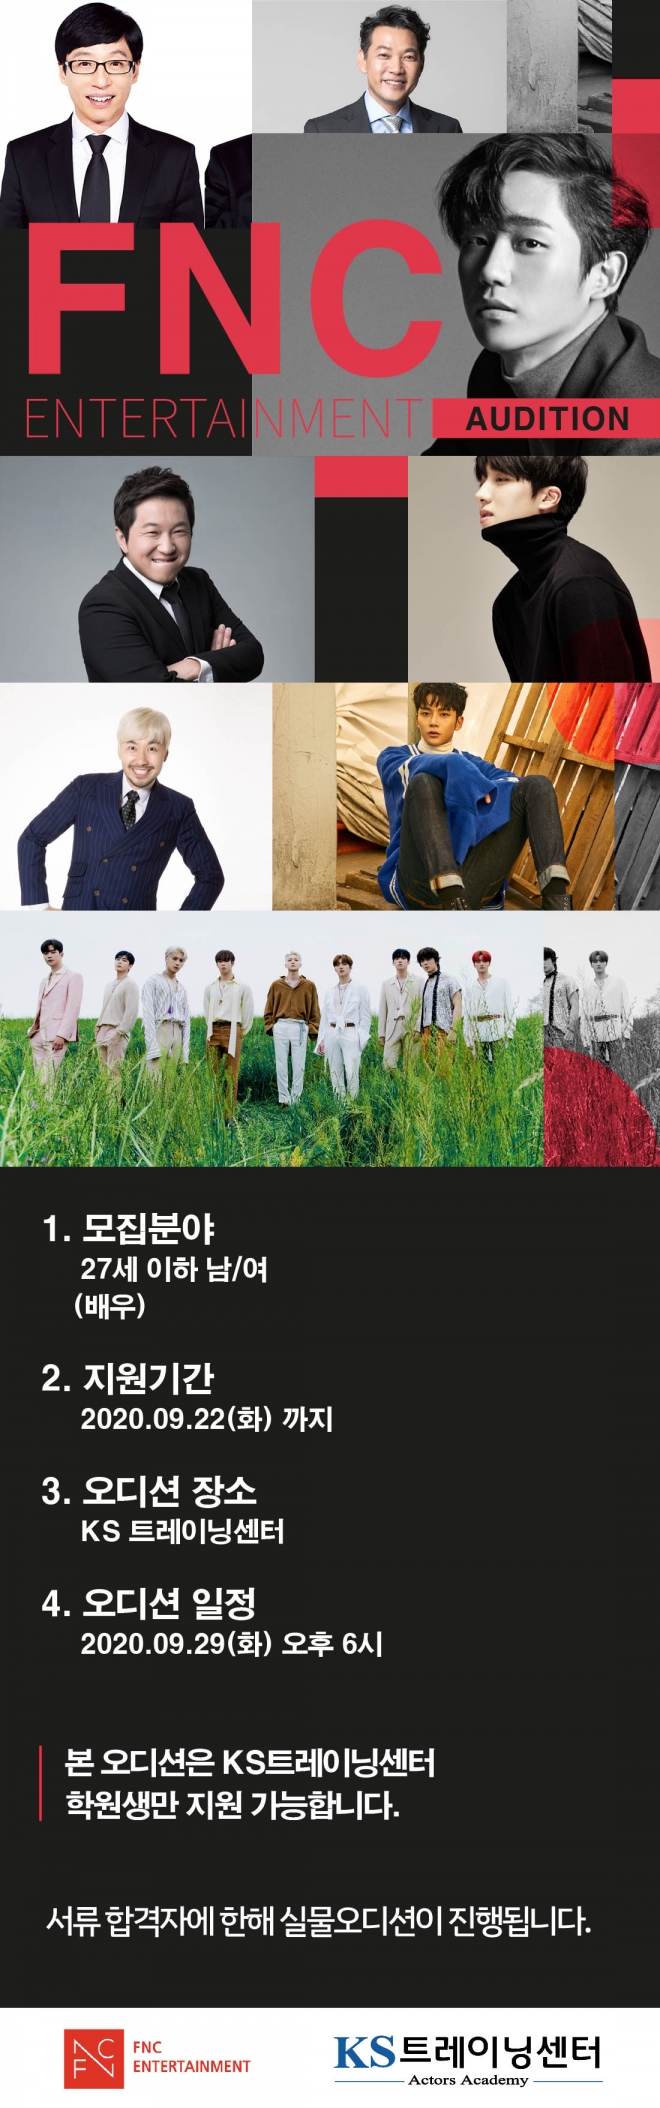 FNC
ENTERTAINMENT AUDITION
1. 모집분야
27세 이하 남/여
(배우)
2. 지원기간
2020.09.22(화) 까지
3. 오디션 장소
KS 트레이닝센터
4. 오디션 일정
2020.09.29(화) 오후 6시
본 오디션은 KS트레이닝센터
학원생만 지원 가능합니다.
서류 합격자에 한해 실물오디션이 진행됩니다.
FNC
ENTERTAINMENT
KS트레이닝센터
Actors Academy